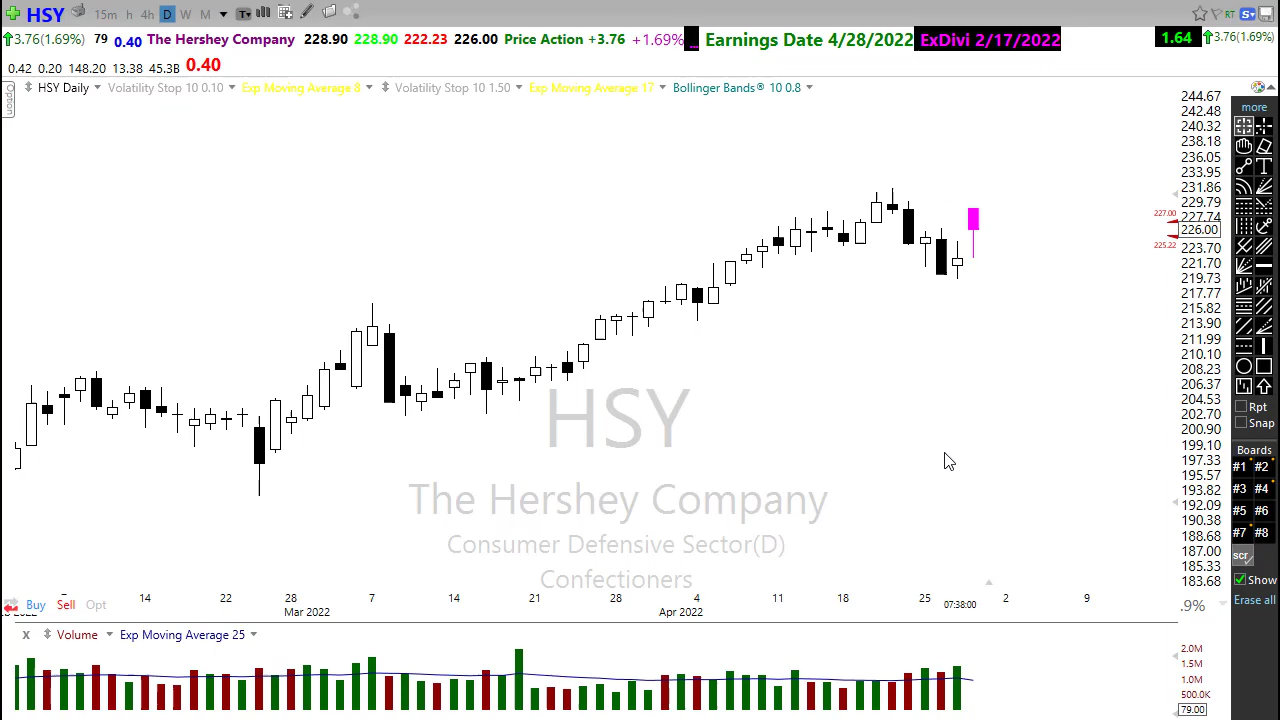 HSY 15m h 4h D W M T RT S
3.76(1.69%) 79 0.40 The Hershey Company 228.90 228.90 222.23 226.00 Price Action +3.76 +1.69% ... Earnings Date 4/28/2022 ExDivi 2/17/2022 1.64 3.76(1.69%)
0.42 0.20 148.20 13.38 45.3B 0.40
Option
HSY Daily Volatility Stop 10 0.10 Exp Moving Average 8 Volatility Stop 10 1.50 Exp Moving Average 17 Bollinger Bands® 10 0.8
244.67
242.48
240.32
238.18
236.05
233.95
231.86
229.79
227.74
226.00
223.70
221.70
219.73
217.77
215.82
213.90
211.99
210.10
208.23
206.37
204.53
202.70
200.90
199.10
197.33
195.57
193.82
192.09
190.38
188.68
187.00
185.33
183.68
227.00
225.22
more
Rpt
Snap
Boards
#1 #2
#3 #4
#5 #6
#7 #8
scr
Show
Erase all
HSY
The Hershey Company
Consumer Defensive Sector(D)
Confectioners
14 22 28 7 14 21 28 4 11 18 25 07:38:00 2 9
Mar 2022 Apr 2022
Buy Sell Opt
.9%
X Volume Exp Moving Average 25
2.0M
1.5M
1.0M
500.0K
79.00